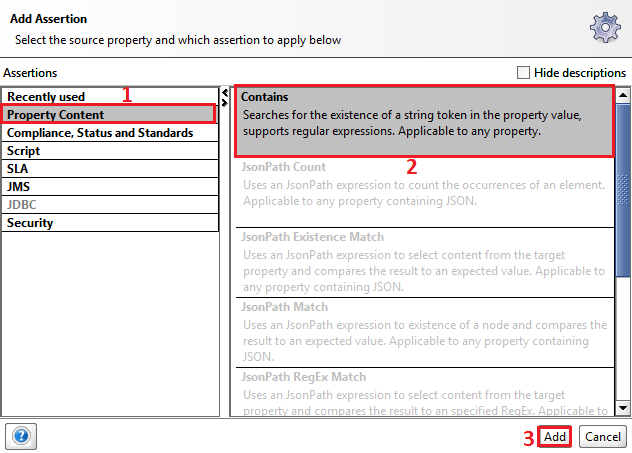 Add Assertion
Select the source property and which assertion to apply below
Assertions
Hide descriptions
Recently used
1
Property Content
Compliance, Status and Standards
Script
SLA
JMS
JDBC
Security
Contains
Searches for the existence of a string token in the property value,
supports regular expressions. Applicable to any property.
2
JsonPath Count
Uses an JsonPath expression to count the occurrences of an element.
Applicable to any property containing JSON.
JsonPath Existence Match
Uses an JsonPath expression to select content from the target
property and compares the result to an expected value. Applicable to
any property containing JSON.
JsonPath Match
Uses an JsonPath expression to existence of a node and compares the
result to an expected value. Applicable to any property containing
JSON.
JsonPath RegEx Match
Uses an JsonPath expression to select content from the target
property and compares the result to an specified RegEx. Applicable to
?
3
Add
Cancel